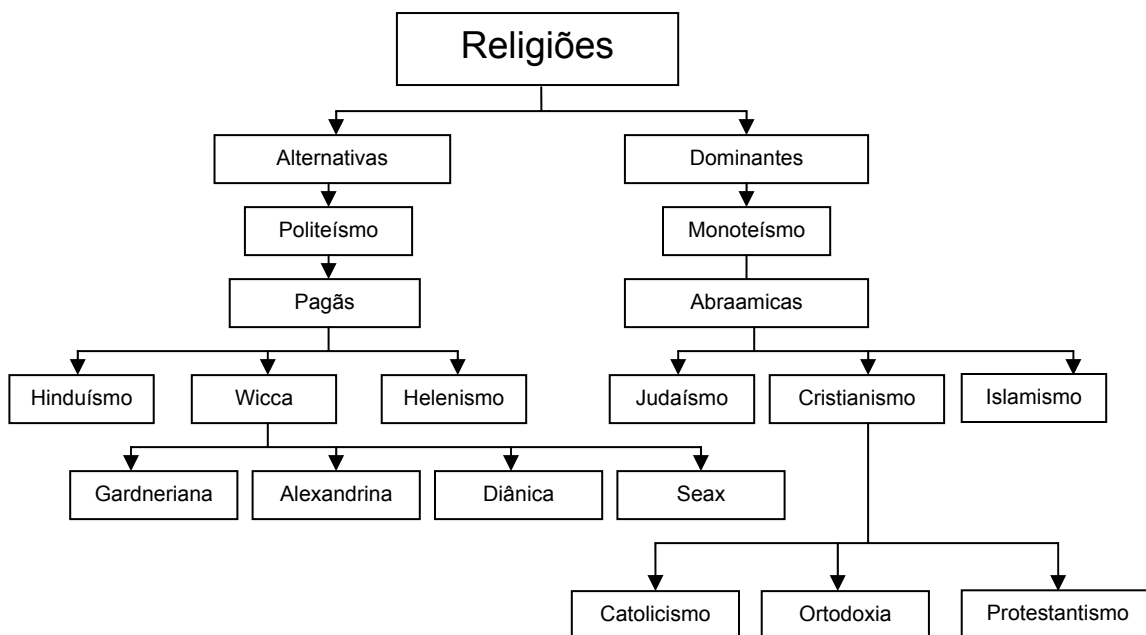 Religiões
Alternativas
Dominantes
Politeísmo
Monoteísmo
Pagãs
Abraamicas
Hinduísmo
Wicca
Helenismo
Judaísmo
Cristianismo
Islamismo
Gardneriana
Alexandrina
Diânica
Seax
Catolicismo
Ortodoxia
Protestantismo